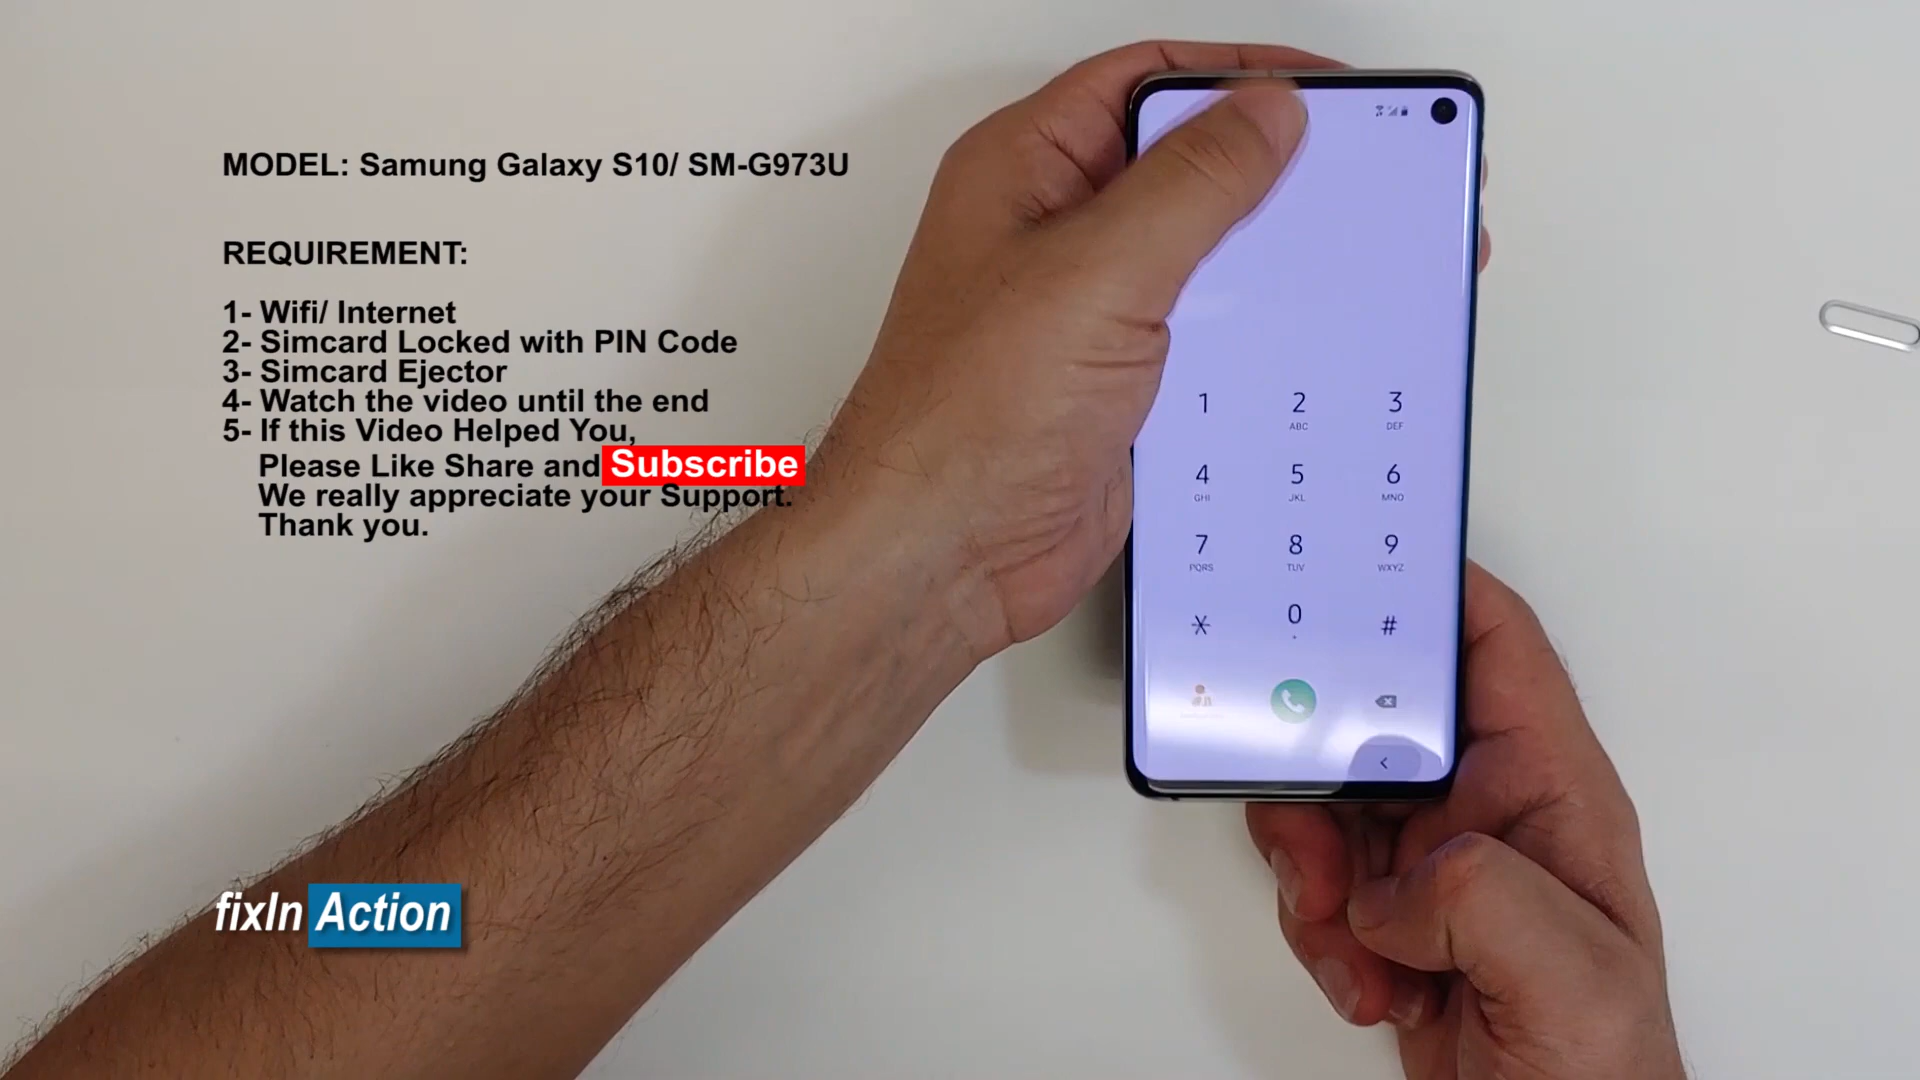 MODEL: Samung Galaxy S10/ SM-G973U
REQUIREMENT:
1- Wifi/ Internet
2- Simcard Locked with PIN Code
3- Simcard Ejector
4- Watch the video until the end
5- If this Video Helped You,
Please Like Share and Subscribe
We really appreciate your Support.
Thank you.
1
2
3
ABC
DEF
4
5
6
GHI
JKL
MNO
7
8
9
PQRS
TUV
WXYZ
*
0
#
+
fixIn Action